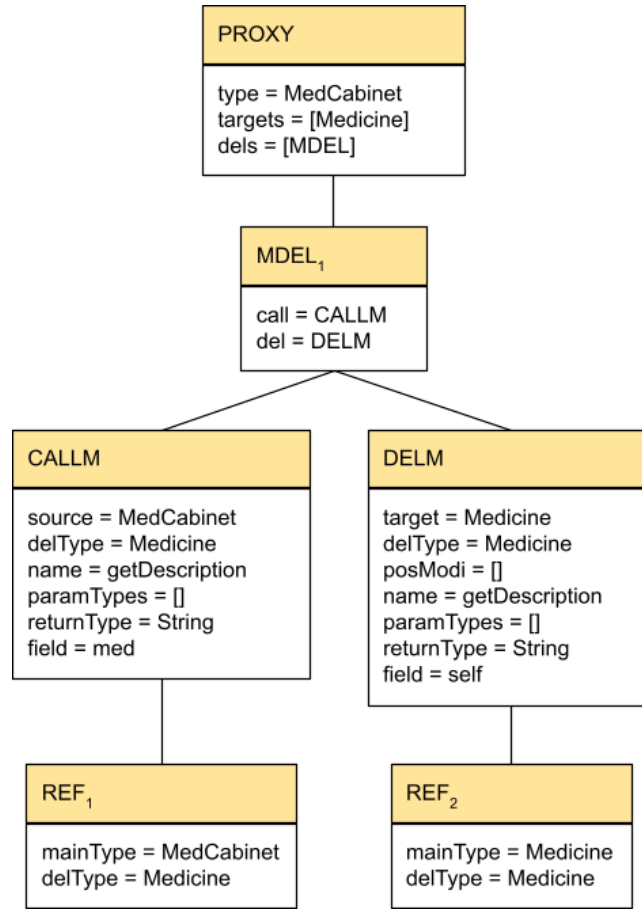 PROXY
type = MedCabinet
targets = [Medicine]
dels = [MDEL]
MDEL₁
call = CALLM
del = DELM
CALLM
source = MedCabinet
delType = Medicine
name = getDescription
paramTypes = []
returnType = String
field = med
DELM
target = Medicine
delType = Medicine
posModi = []
name = getDescription
paramTypes = []
returnType = String
field = self
REF₁
mainType = MedCabinet
delType = Medicine
REF₂
mainType = Medicine
delType = Medicine